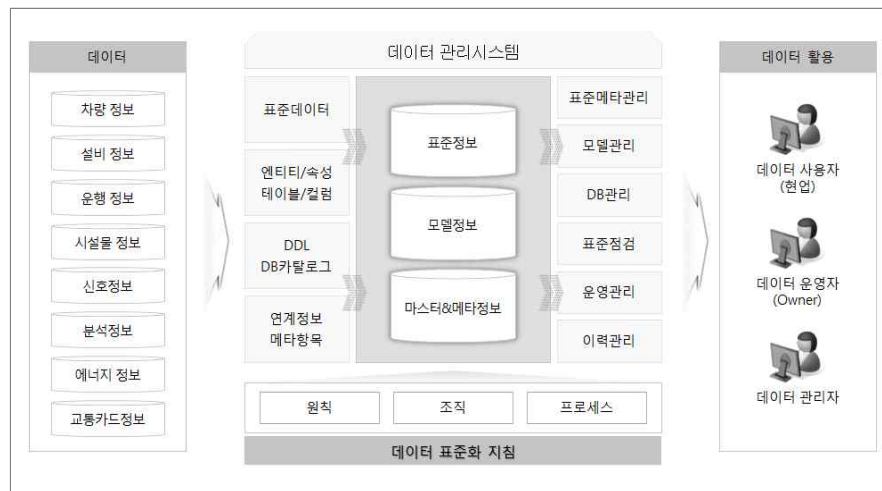 데이터
차량 정보
설비 정보
운행 정보
시설물 정보
신호정보
분석정보
에너지 정보
교통카드정보
데이터 관리시스템
표준데이터
엔티티/속성
테이블/컬럼
DDL
DB카탈로그
연계정보
메타항목
표준정보
모델정보
마스터&메타정보
표준메타관리
모델관리
DB관리
표준점검
운영관리
이력관리
원칙
조직
프로세스
데이터 표준화 지침
데이터 활용
데이터 사용자
(현업)
데이터 운영자
(Owner)
데이터 관리자